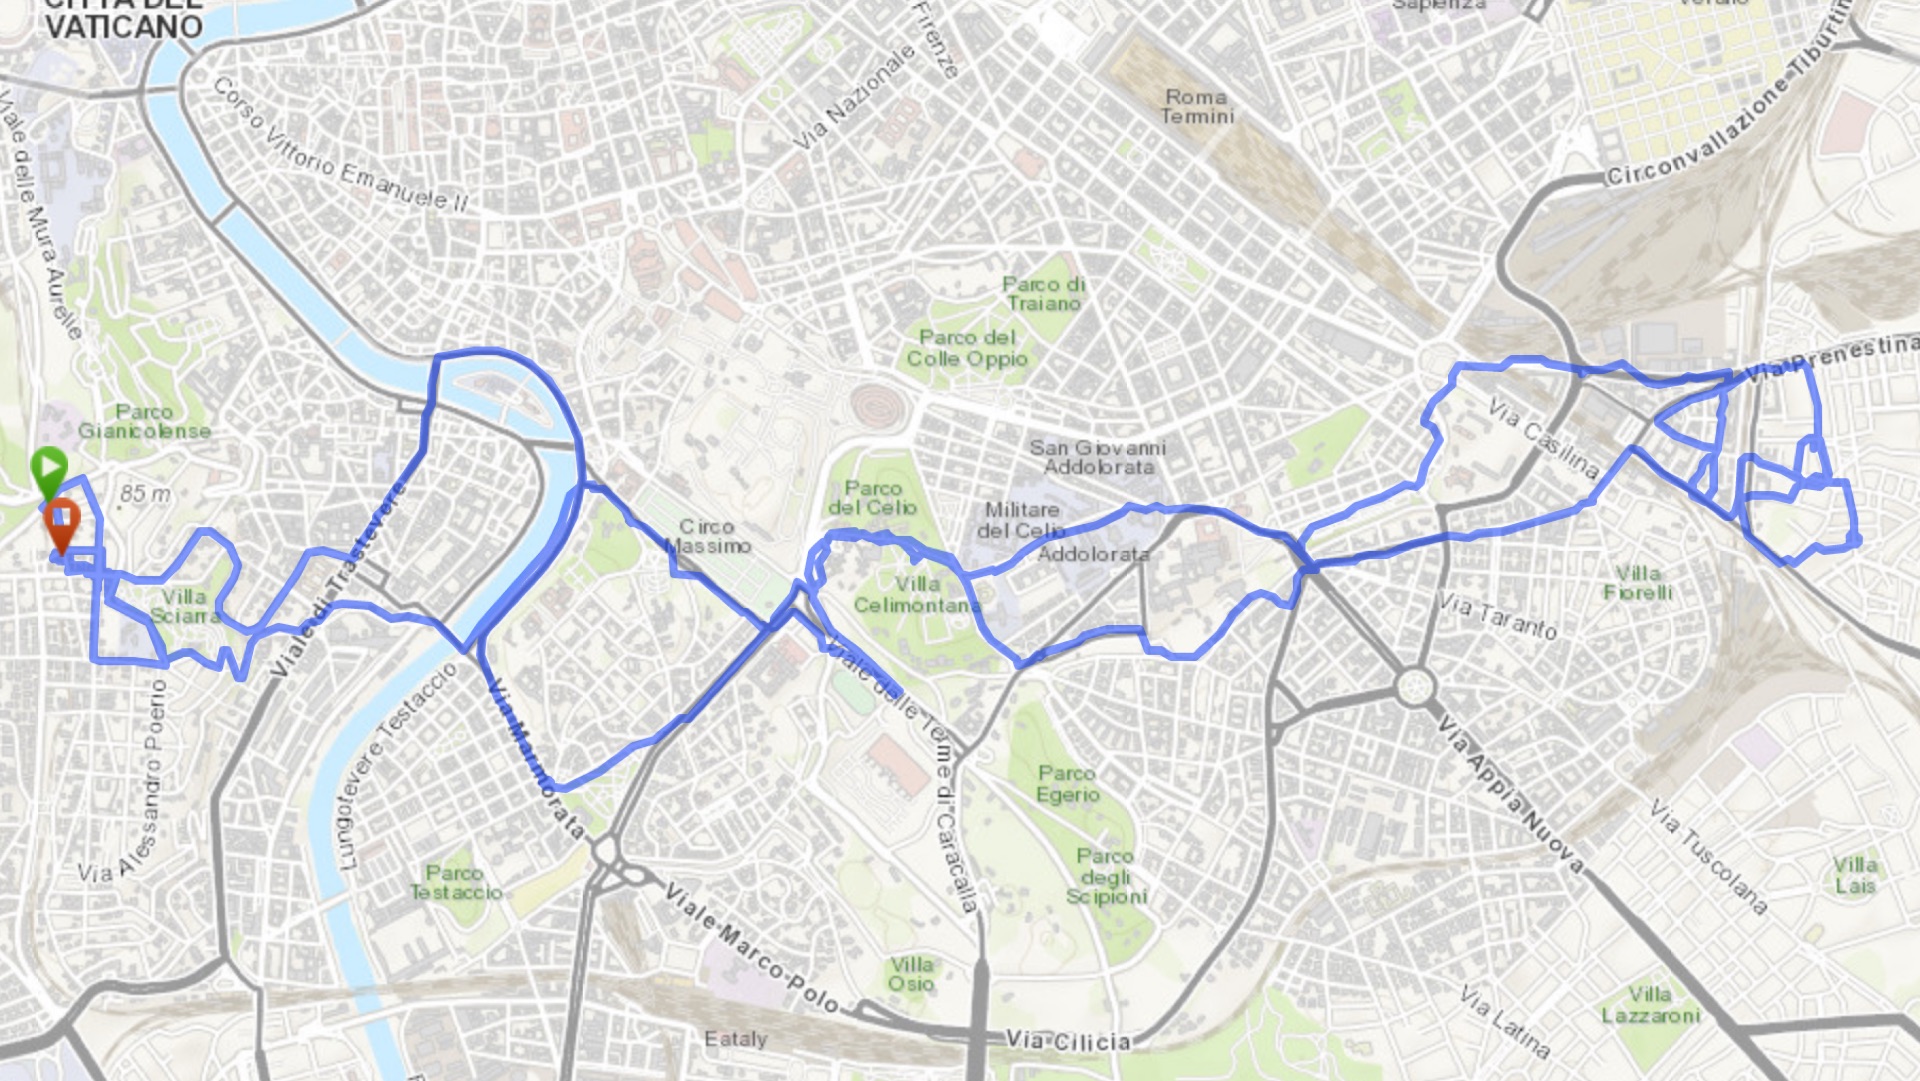 CITTÀ DEL
VATICANO
Sapienza
Firenze
Via Nazionale
Roma
Termini
Circonvallazione Tiburtin
Viale delle Mura Aurelie
Corso Vittorio Emanuele II
Parco di
Traiano
Parco del
Colle Oppio
Via Prenestina
Parco
Gianicolense
85 m
San Giovanni
Addolorata
Via Casilina
Parco
del Celio
Militare
del Celio
Addolorata
Circo
Massimo
Viale di Trastevere
Villa
Sciarra
Villa
Celimontana
Villa
Fiorelli
Via Taranto
Viale delle Terme di Caracalla
Via Marmorata
Lungotevere Testaccio
Via Alessandro Poerio
Parco
Egerio
Via Appia Nuova
Via Tuscolana
Parco
Testaccio
Parco
degli
Scipioni
Villa
Lais
Viale Marco Polo
Villa
Osio
Villa
Lazzaroni
Via Latina
Eataly
Via Cilicia